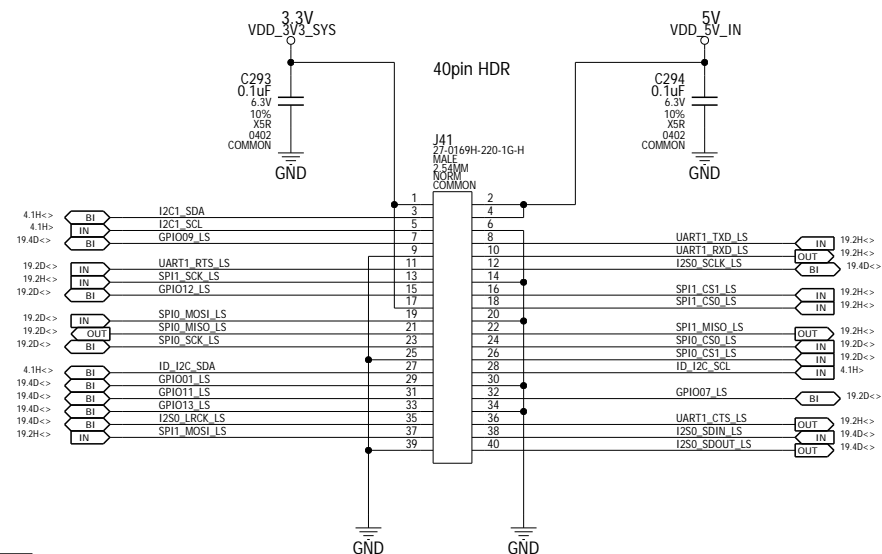 3.3V
VDD_3V3_SYS
5V
VDD_5V_IN
40pin HDR
C293
0.1uF
6.3V
10%
X5R
0402
COMMON
GND
C294
0.1uF
6.3V
10%
X5R
0402
COMMON
GND
J41
27-0169H-220-1G-H
MALE
2.54MM
NORM
COMMON
1 2
4.1H<> BI I2C1_SDA 3 4
4.1H> IN I2C1_SCL 5 6
19.4D<> BI GPIO09_LS 7 8 UART1_TXD_LS IN 19.2H<>
9 10 UART1_RXD_LS OUT 19.2H<>
19.2D<> IN UART1_RTS_LS 11 12 I2S0_SCLK_LS BI 19.4D<>
19.2H<> IN SPI1_SCK_LS 13 14
19.2D<> BI GPIO12_LS 15 16 SPI1_CS1_LS IN 19.2H<>
17 18 SPI1_CS0_LS IN 19.2H<>
19.2D<> IN SPI0_MOSI_LS 19 20
19.2D<> OUT SPI0_MISO_LS 21 22 SPI1_MISO_LS OUT 19.2H<>
19.2D<> BI SPI0_SCK_LS 23 24 SPI0_CS0_LS IN 19.2D<>
25 26 SPI0_CS1_LS IN 19.2D<>
4.1H<> BI ID_I2C_SDA 27 28 ID_I2C_SCL IN 4.1H>
19.4D<> BI GPIO01_LS 29 30
19.4D<> BI GPIO11_LS 31 32 GPIO07_LS BI 19.2D<>
19.4D<> BI GPIO13_LS 33 34
19.4D<> BI I2S0_LRCK_LS 35 36 UART1_CTS_LS OUT 19.2H<>
19.2H<> IN SPI1_MOSI_LS 37 38 I2S0_SDIN_LS IN 19.4D<>
39 40 I2S0_SDOUT_LS OUT 19.4D<>
GND
GND